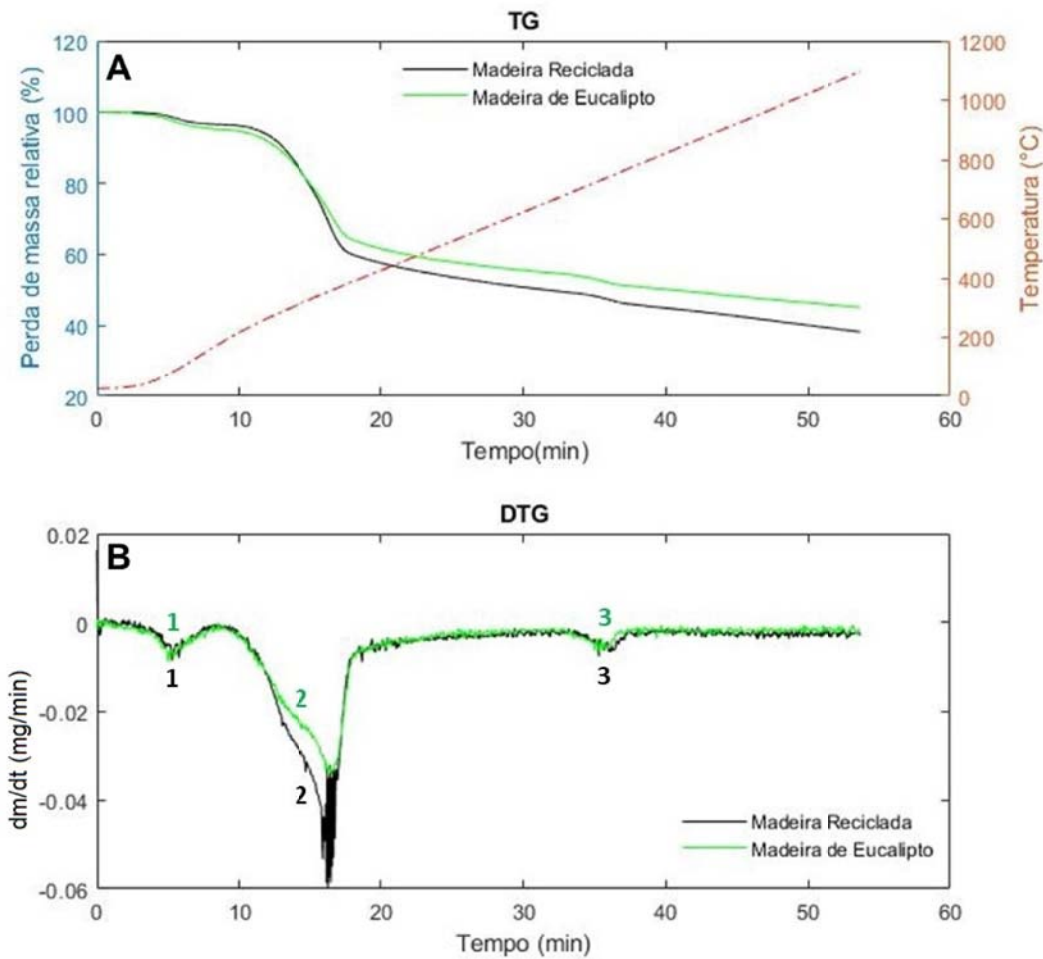 TG
A
Madeira Reciclada
Madeira de Eucalipto
Perda de massa relativa (%)
120
100
80
60
40
20
Temperatura (°C)
1200
1000
800
600
400
200
0
0 10 20 30 40 50 60
Tempo(min)
DTG
B
1
1
2
2
3
3
Madeira Reciclada
Madeira de Eucalipto
dm/dt (mg/min)
0.02
0
-0.02
-0.04
-0.06
0 10 20 30 40 50 60
Tempo (min)